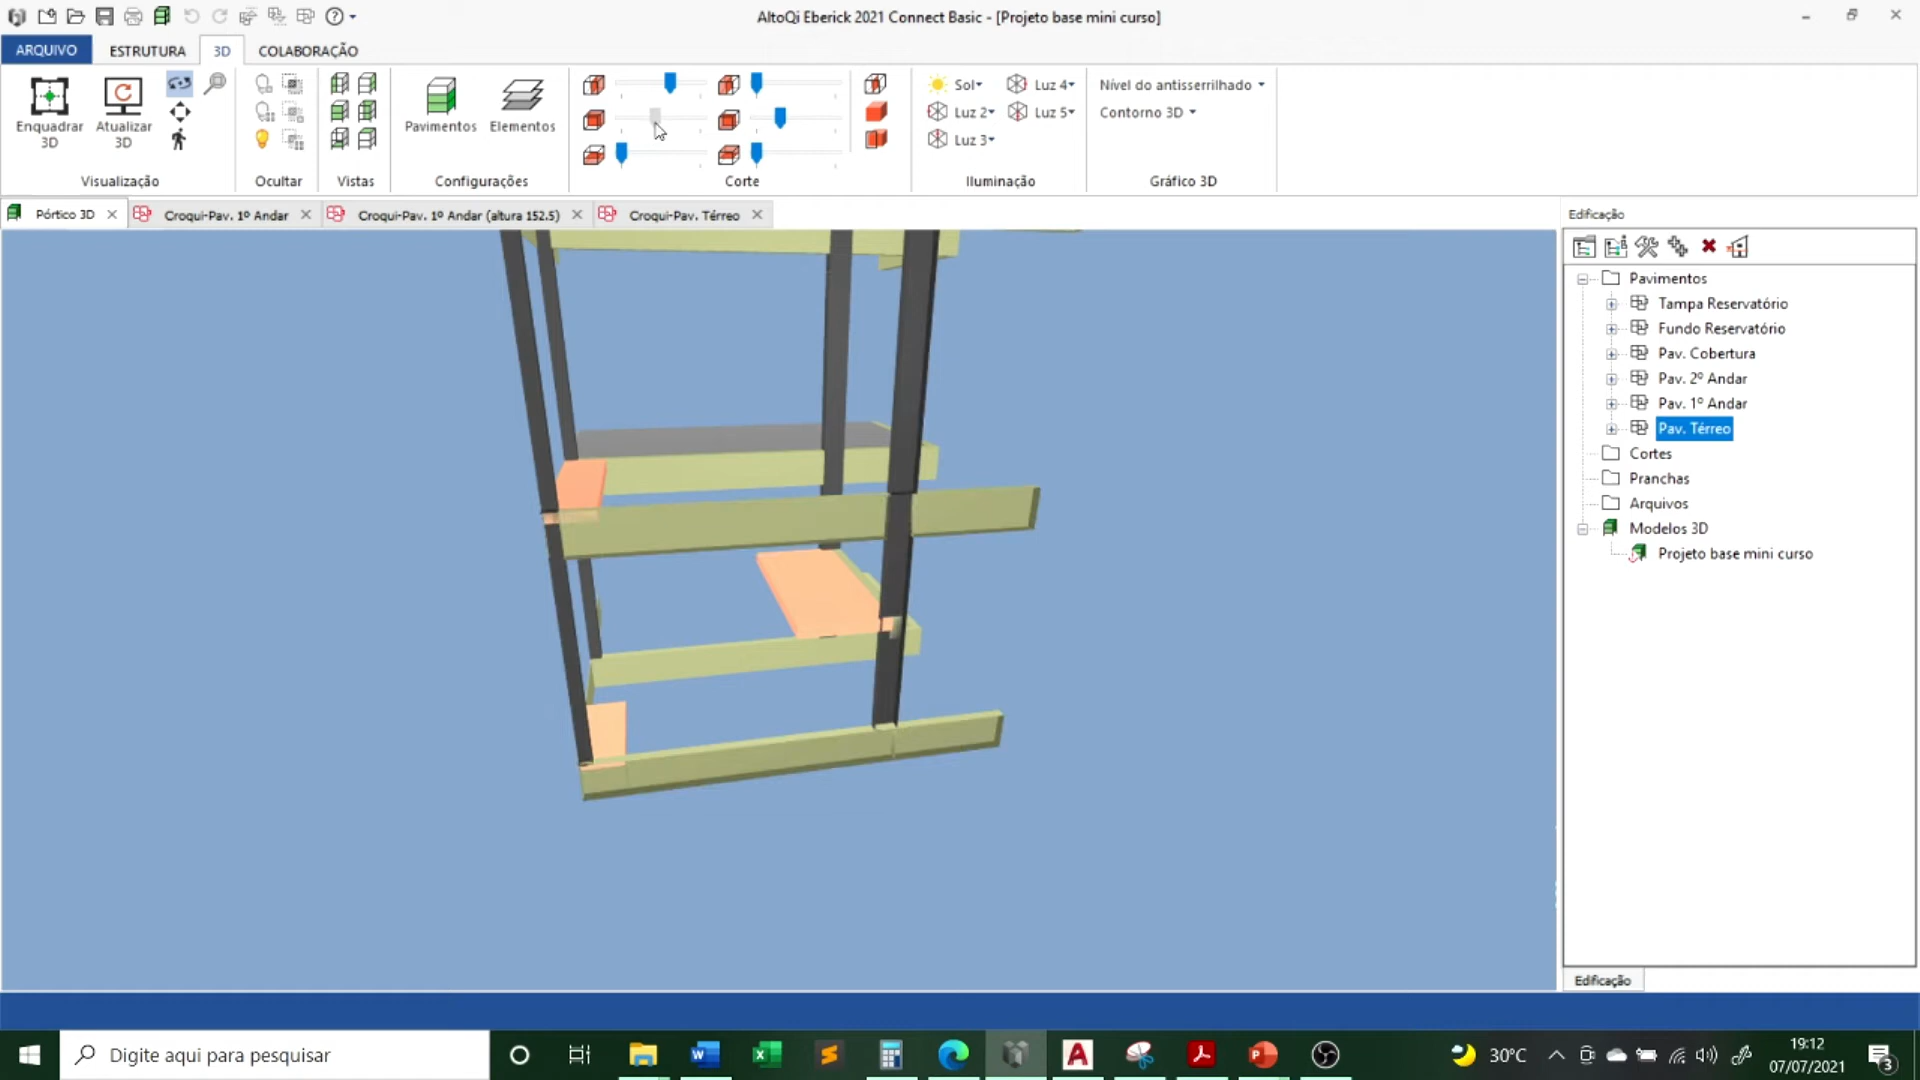 AltoQi Eberick 2021 Connect Basic - [Projeto base mini curso]
ARQUIVO
ESTRUTURA
3D
COLABORAÇÃO
Enquadrar
3D
Atualizar
3D
Visualização
Ocultar
Vistas
Pavimentos
Elementos
Configurações
Corte
Sol
Luz 4
Luz 2
Luz 5
Luz 3
Iluminação
Nível do antisserrilhado
Contorno 3D
Gráfico 3D
Pórtico 3D
Croqui-Pav. 1º Andar
Croqui-Pav. 1º Andar (altura 152.5)
Croqui-Pav. Térreo
Edificação
Pavimentos
Tampa Reservatório
Fundo Reservatório
Pav. Cobertura
Pav. 2º Andar
Pav. 1º Andar
Pav. Térreo
Cortes
Pranchas
Arquivos
Modelos 3D
Projeto base mini curso
Edificação
Digite aqui para pesquisar
30°C
19:12
07/07/2021
3